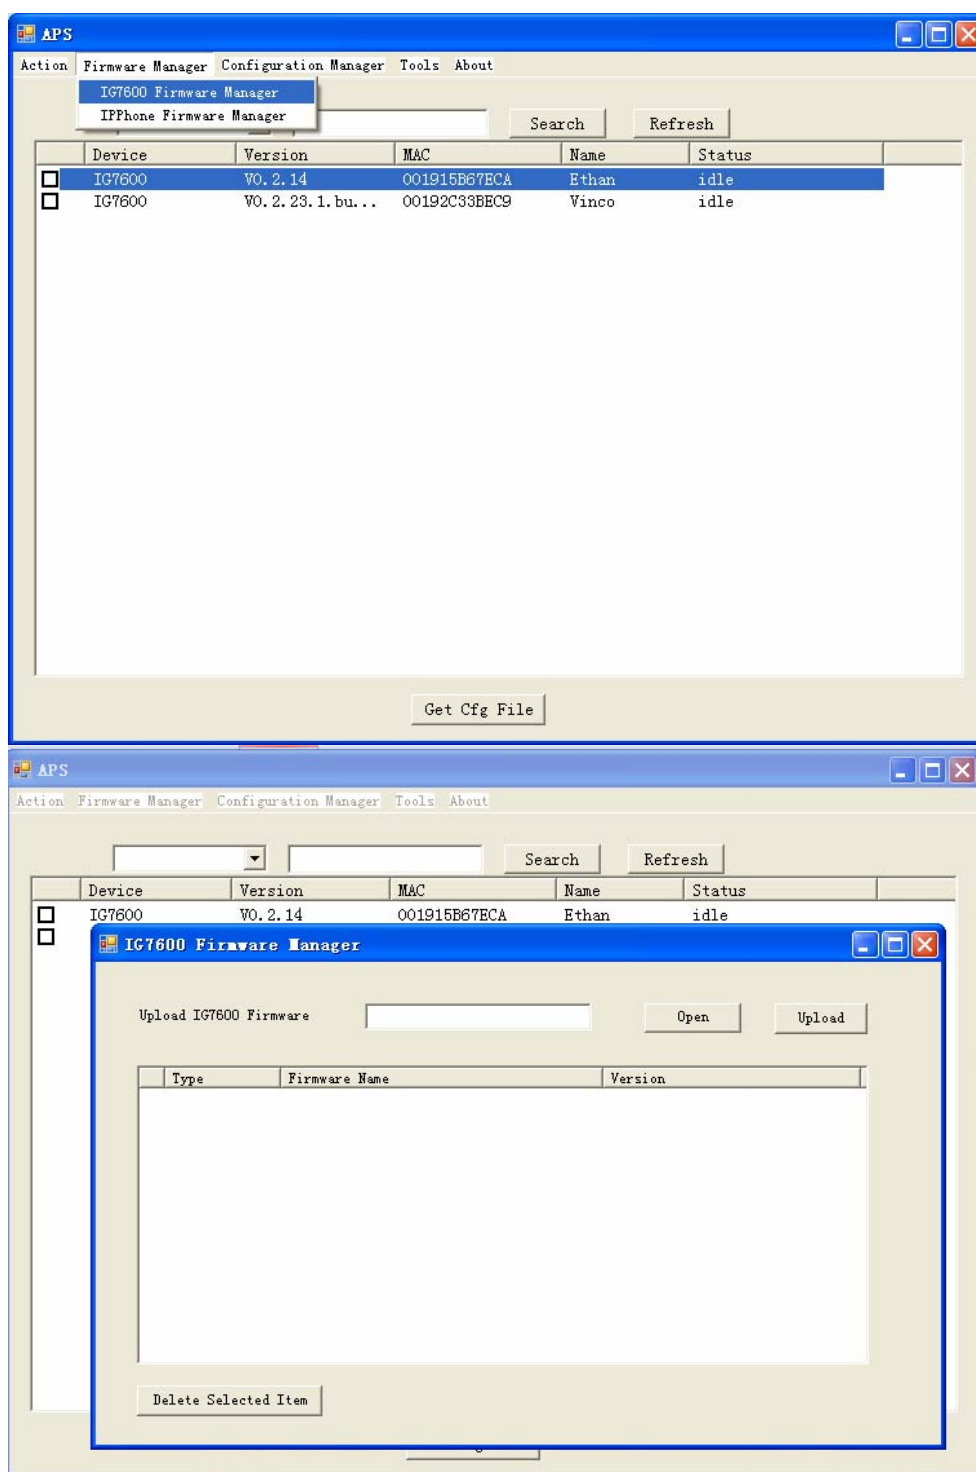 APS
Action Firmware Manager Configuration Manager Tools About
IG7600 Firmware Manager
IPPhone Firmware Manager
Search Refresh
Device Version MAC Name Status
IG7600 V0.2.14 001915B67ECA Ethan idle
IG7600 V0.2.23.1.bu... 00192C33BEC9 Vinco idle
Get Cfg File
APS
Action Firmware Manager Configuration Manager Tools About
Search Refresh
Device Version MAC Name Status
IG7600 V0.2.14 001915B67ECA Ethan idle
IG7600 Firmware Manager
Upload IG7600 Firmware Open Upload
Type Firmware Name Version
Delete Selected Item